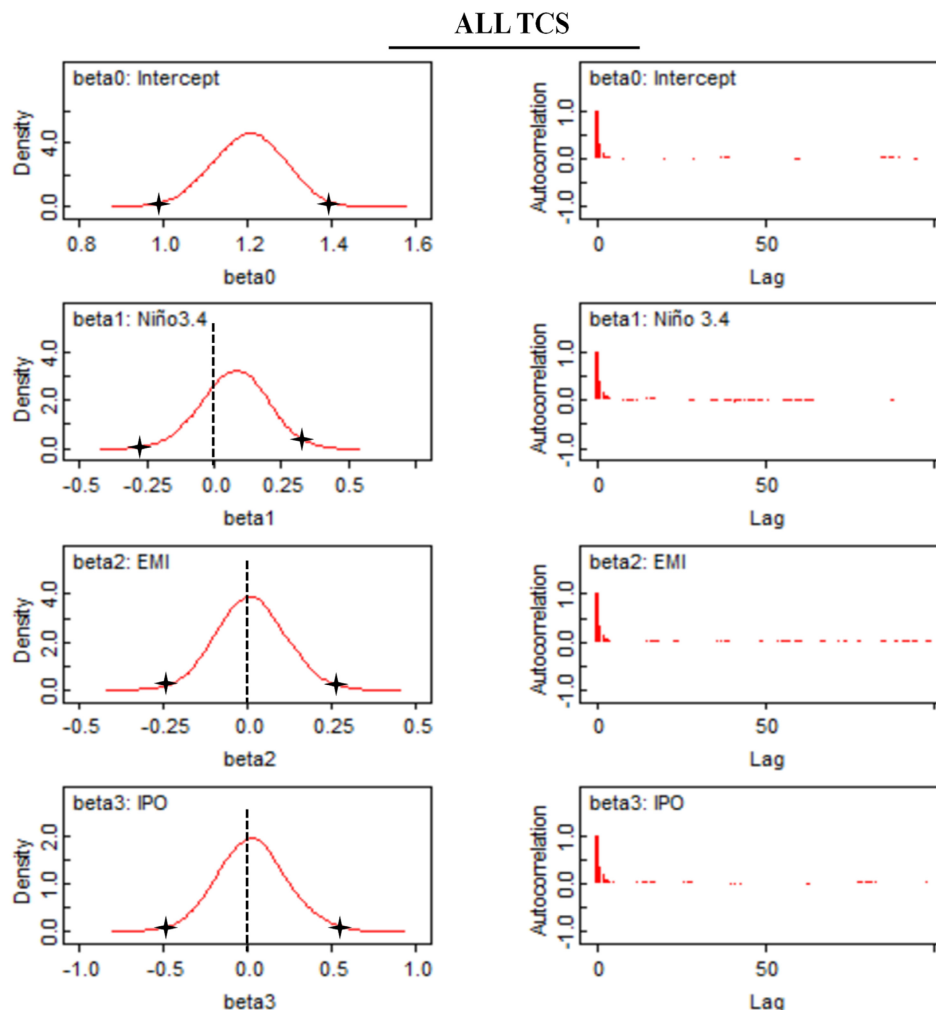 ALL TCS
beta0: Intercept
Density
0.0 4.0
0.8 1.0 1.2 1.4 1.6
beta0
beta0: Intercept
Autocorrelation
-1.0 0.0 1.0
0 50
Lag
beta1: Niño3.4
Density
0.0 2.0 4.0
-0.5 -0.25 0.0 0.25 0.5
beta1
beta1: Niño 3.4
Autocorrelation
-1.0 0.0 1.0
0 50
Lag
beta2: EMI
Density
0.0 2.0 4.0
-0.5 -0.25 0.0 0.25 0.5
beta2
beta2: EMI
Autocorrelation
-1.0 0.0 1.0
0 50
Lag
beta3: IPO
Density
0.0 1.0 2.0
-1.0 -0.5 0.0 0.5 1.0
beta3
beta3: IPO
Autocorrelation
-1.0 0.0 1.0
0 50
Lag